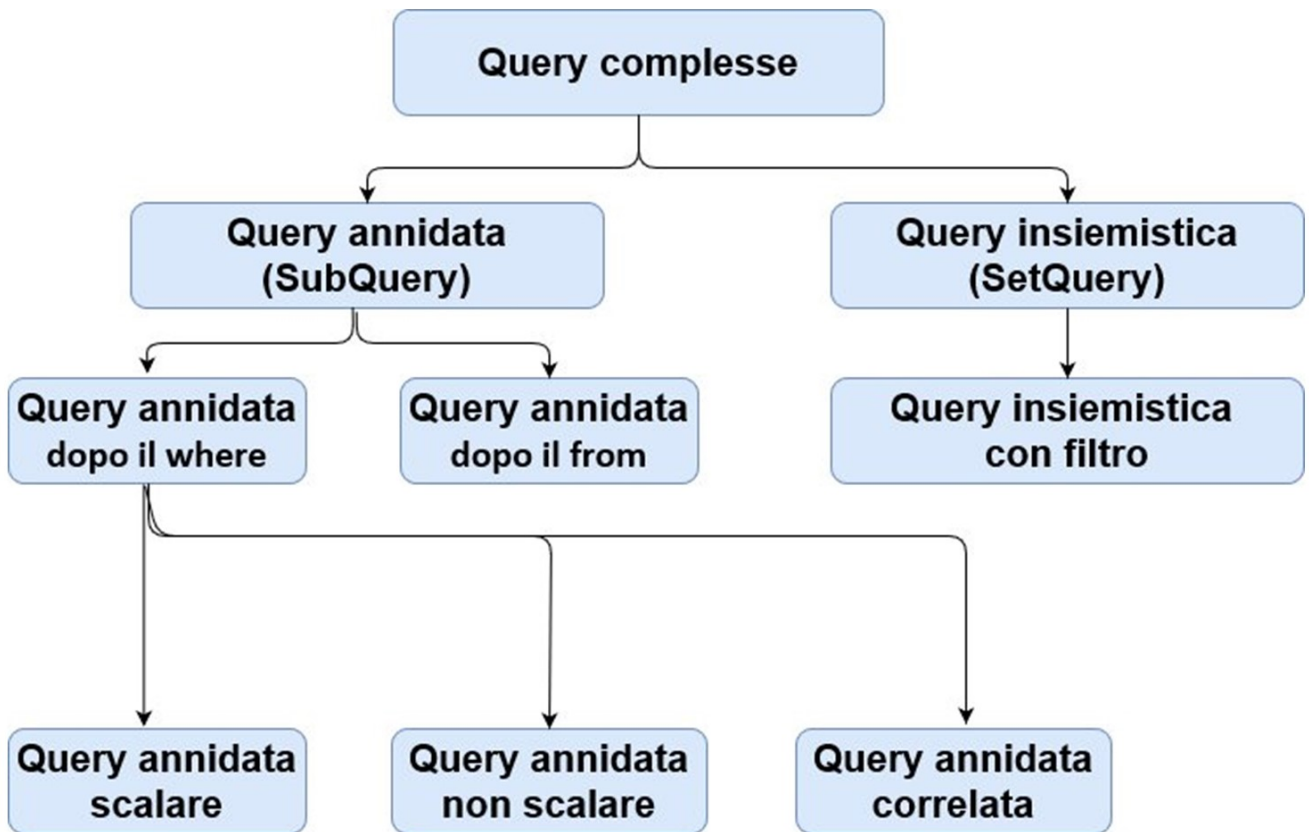 Query complesse
Query annidata
(SubQuery)
Query insiemistica
(SetQuery)
Query annidata
dopo il where
Query annidata
dopo il from
Query insiemistica
con filtro
Query annidata
scalare
Query annidata
non scalare
Query annidata
correlata